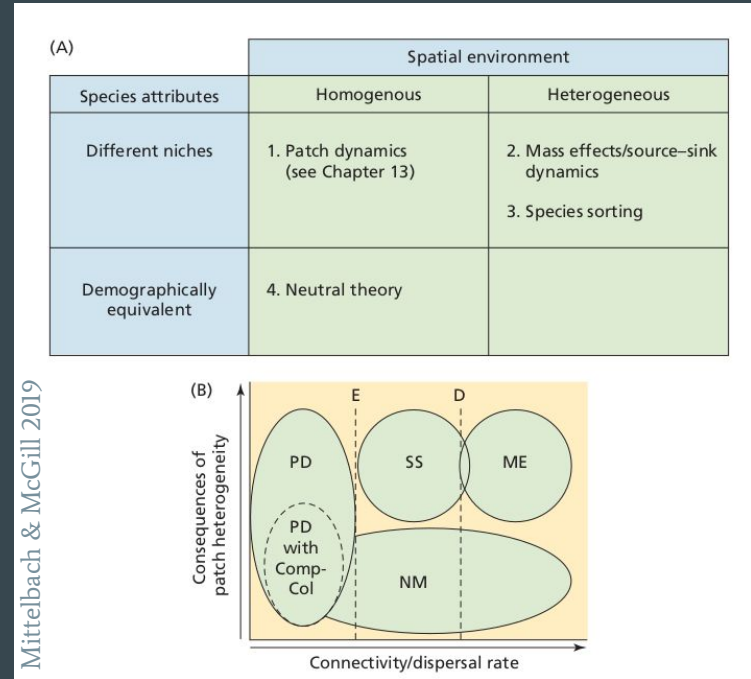 (A)
Spatial environment
Species attributes
Homogenous
Heterogeneous
Different niches
1. Patch dynamics
(see Chapter 13)
2. Mass effects/source–sink
dynamics
3. Species sorting
Demographically
equivalent
4. Neutral theory
(B)
E
D
PD
SS
ME
PD
with
Comp-
Col
NM
Consequences of
patch heterogeneity
Connectivity/dispersal rate
Mittelbach & McGill 2019